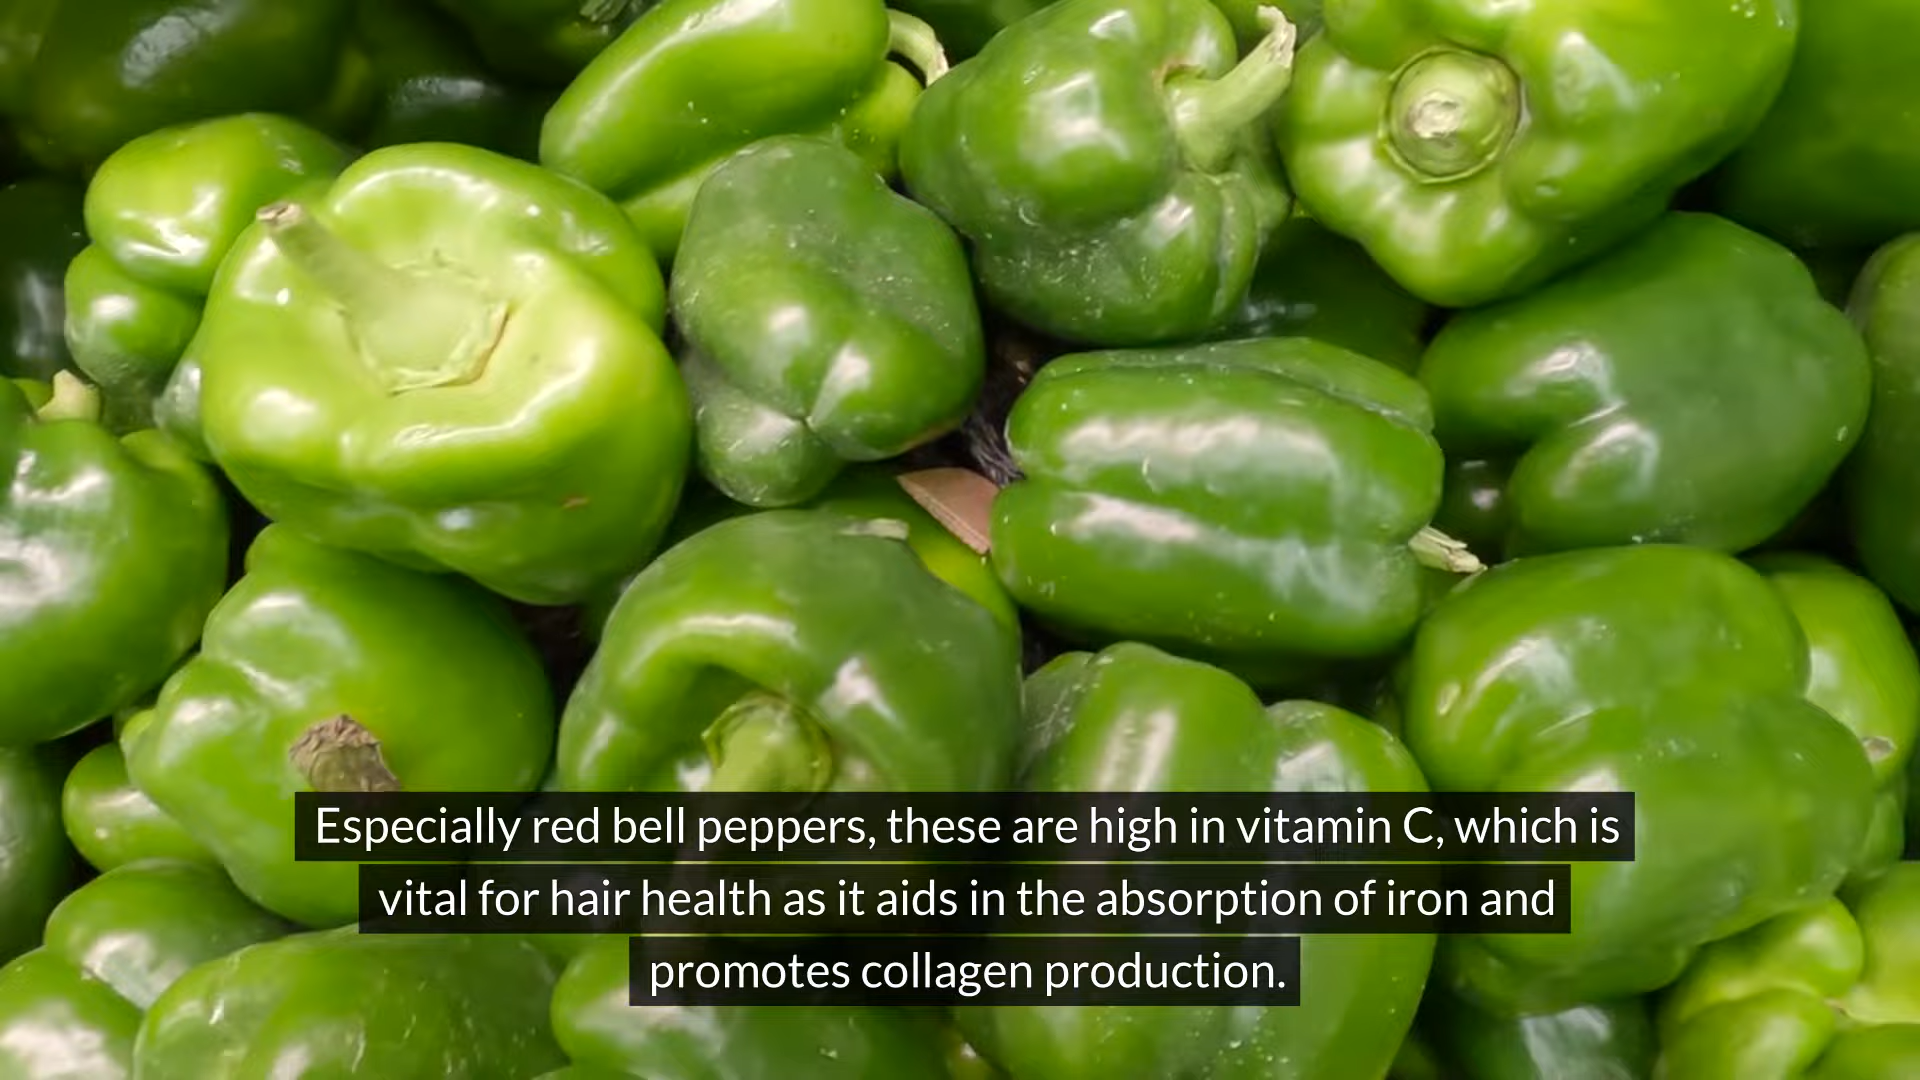 Especially red bell peppers, these are high in vitamin C, which is
vital for hair health as it aids in the absorption of iron and
promotes collagen production.